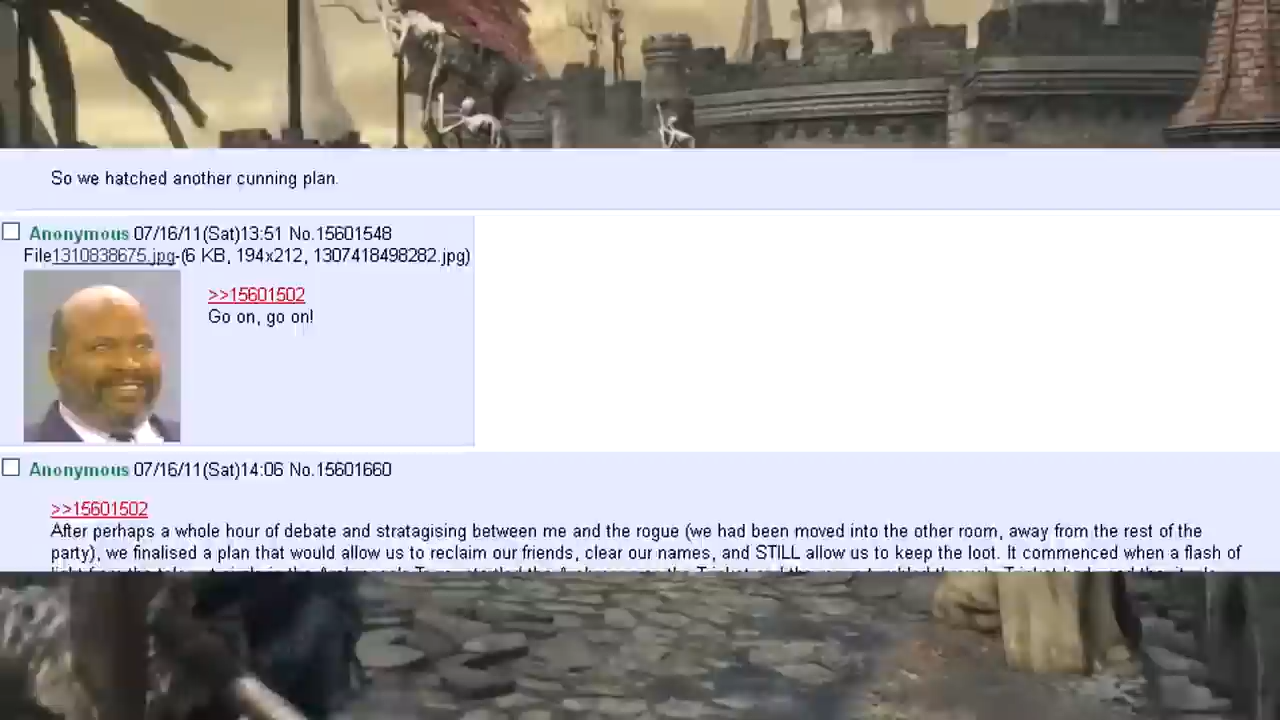 So we hatched another cunning plan.
Anonymous 07/16/11(Sat)13:51 No.15601548
File1310838675.jpg-(6 KB, 194x212, 1307418498282.jpg)
>>15601502
Go on, go on!
Anonymous 07/16/11(Sat)14:06 No.15601660
>>15601502
After perhaps a whole hour of debate and stratagising between me and the rogue (we had been moved into the other room, away from the rest of the
party), we finalised a plan that would allow us to reclaim our friends, clear our names, and STILL allow us to keep the loot. It commenced when a flash of